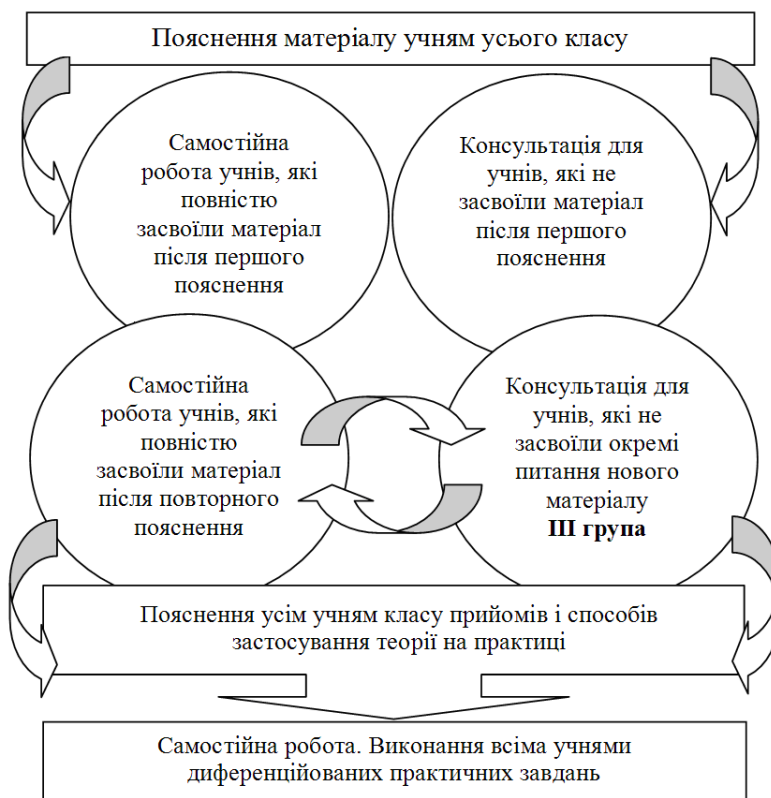 Пояснення матеріалу учням усього класу
Самостійна
робота учнів, які
повністю
засвоїли матеріал
після першого
пояснення
Консультація для
учнів, які не
засвоїли матеріал
після першого
пояснення
Самостійна
робота учнів, які
повністю
засвоїли матеріал
після повторного
пояснення
Консультація для
учнів, які не
засвоїли окремі
питання нового
матеріалу
ІІІ група
Пояснення усім учням класу прийомів і способів
застосування теорії на практиці
Самостійна робота. Виконання всіма учнями
диференційованих практичних завдань